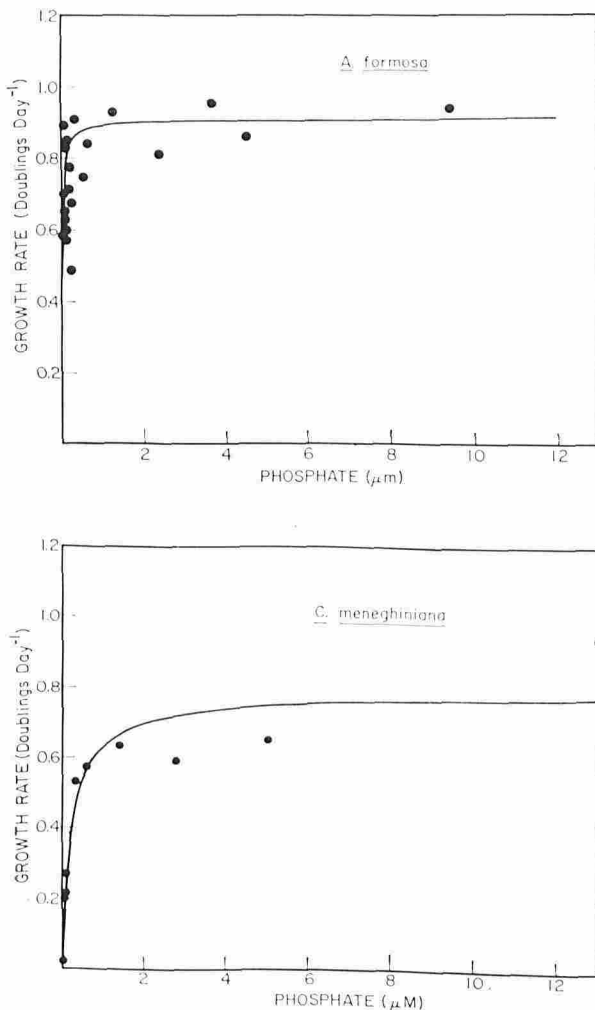 1.2
A. formosa
1.0
0.8
0.6
0.4
0.2
GROWTH RATE (Doublings Day⁻¹)
2 4 6 8 10 12
PHOSPHATE (μm)
1.2
C. meneghiniana
1.0
0.8
0.6
0.4
0.2
GROWTH RATE (Doublings Day⁻¹)
2 4 6 8 10 12
PHOSPHATE (μM)